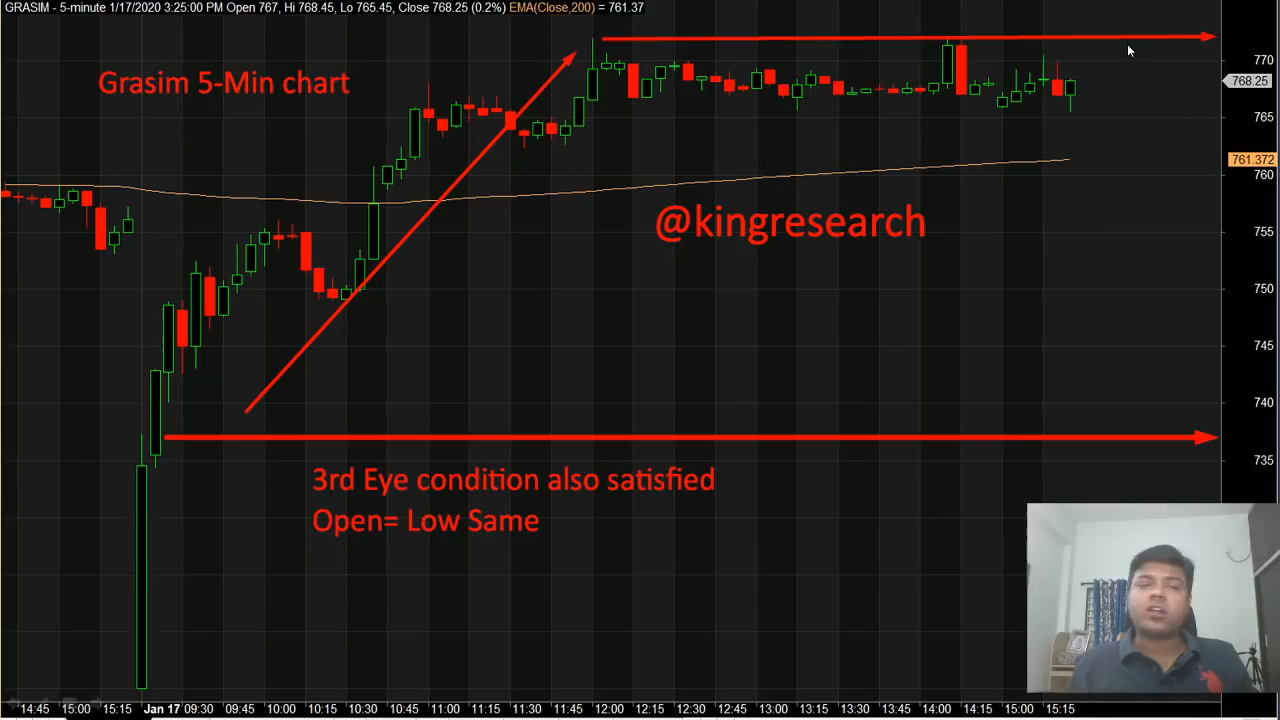 GRASIM - 5-minute 1/17/2020 3:25:00 PM Open 767, Hi 768.45, Lo 765.45, Close 768.25 (0.2%) EMA(Close,200) = 761.37
Grasim 5-Min chart
770
768.25
765
761.372
760
@kingresearch
755
750
745
740
735
3rd Eye condition also satisfied
Open= Low Same
14:45 15:00 15:15 Jan 17 09:30 09:45 10:00 10:15 10:30 10:45 11:00 11:15 11:30 11:45 12:00 12:15 12:30 12:45 13:00 13:15 13:30 13:45 14:00 14:15 15:00 15:15